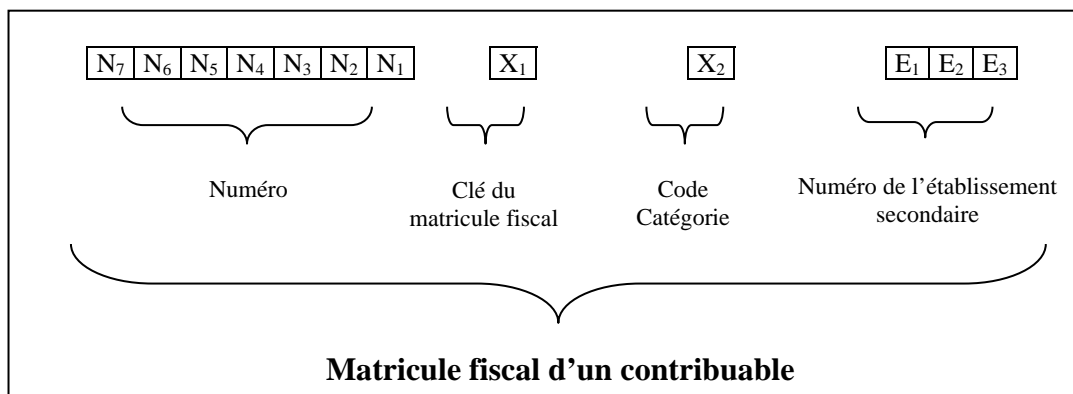 N₇ N₆ N₅ N₄ N₃ N₂ N₁ X₁ X₂ E₁ E₂ E₃
Numéro
Clé du
matricule fiscal
Code
Catégorie
Numéro de l’établissement
secondaire
Matricule fiscal d’un contribuable